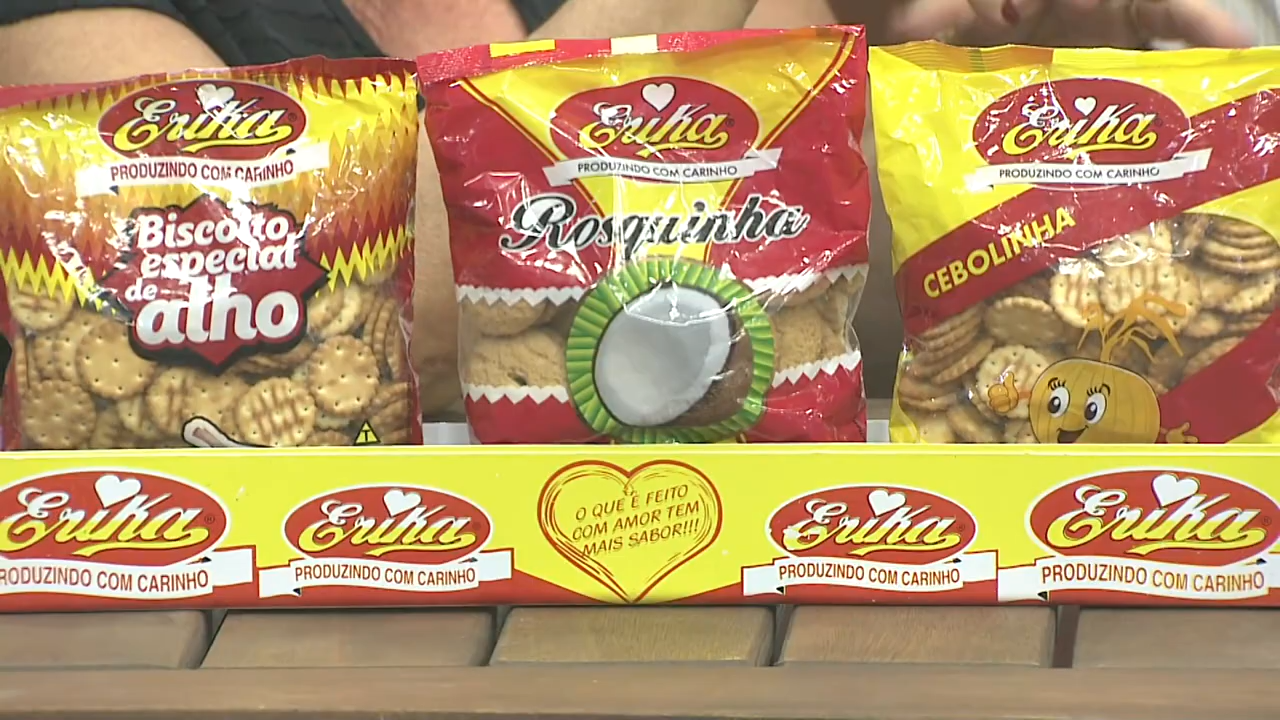 Erika
PRODUZINDO COM CARINHO
Biscoito
especial
de alho
T
Erika
PRODUZINDO COM CARINHO
Rosquinha
Erika
PRODUZINDO COM CARINHO
CEBOLINHA
Erika
PRODUZINDO COM CARINHO
Erika
PRODUZINDO COM CARINHO
O QUE É FEITO
COM AMOR TEM
MAIS SABOR!!!
Erika
PRODUZINDO COM CARINHO
Erika
PRODUZINDO COM CARINHO